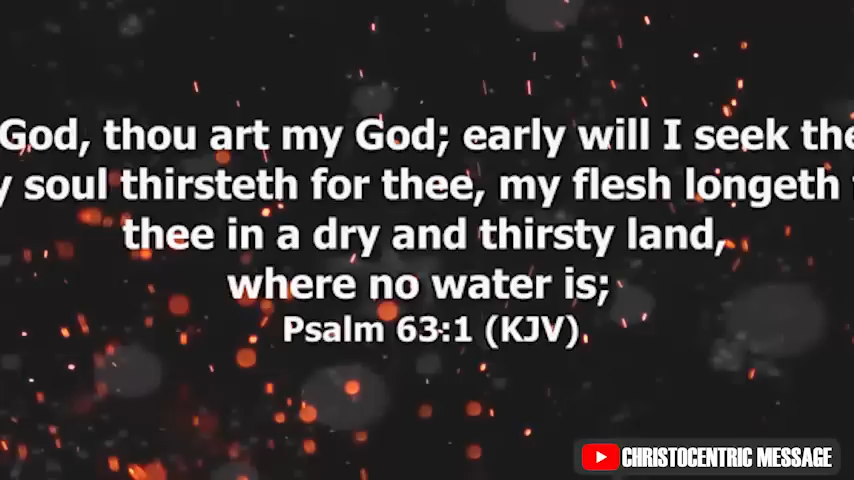 God, thou art my God; early will I seek the
y soul thirsteth for thee, my flesh longeth
thee in a dry and thirsty land,
where no water is;
Psalm 63:1 (KJV)
CHRISTOCENTRIC MESSAGE